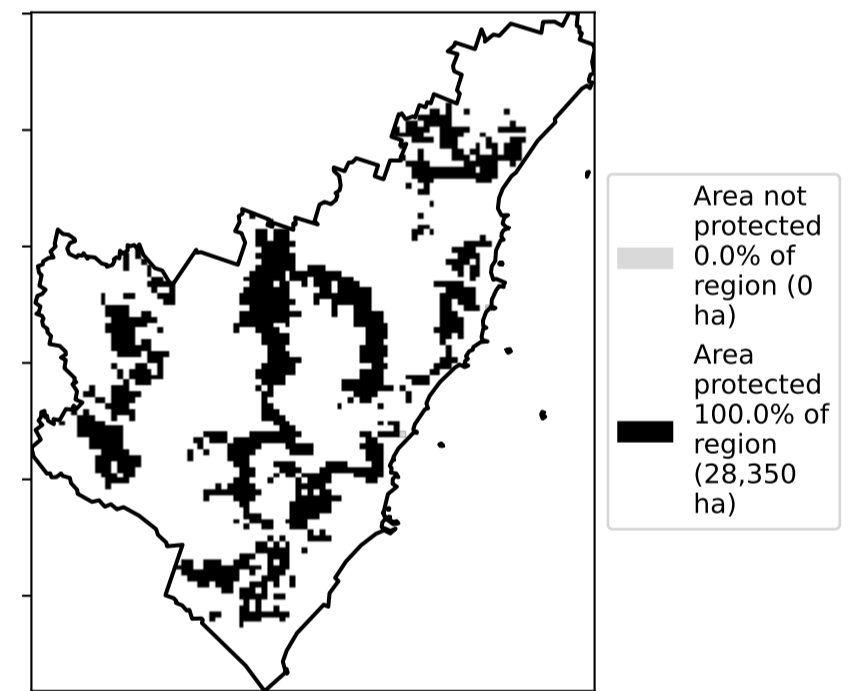 Area not
protected
0.0% of
region (0
ha)
Area
protected
100.0% of
region
(28,350
ha)